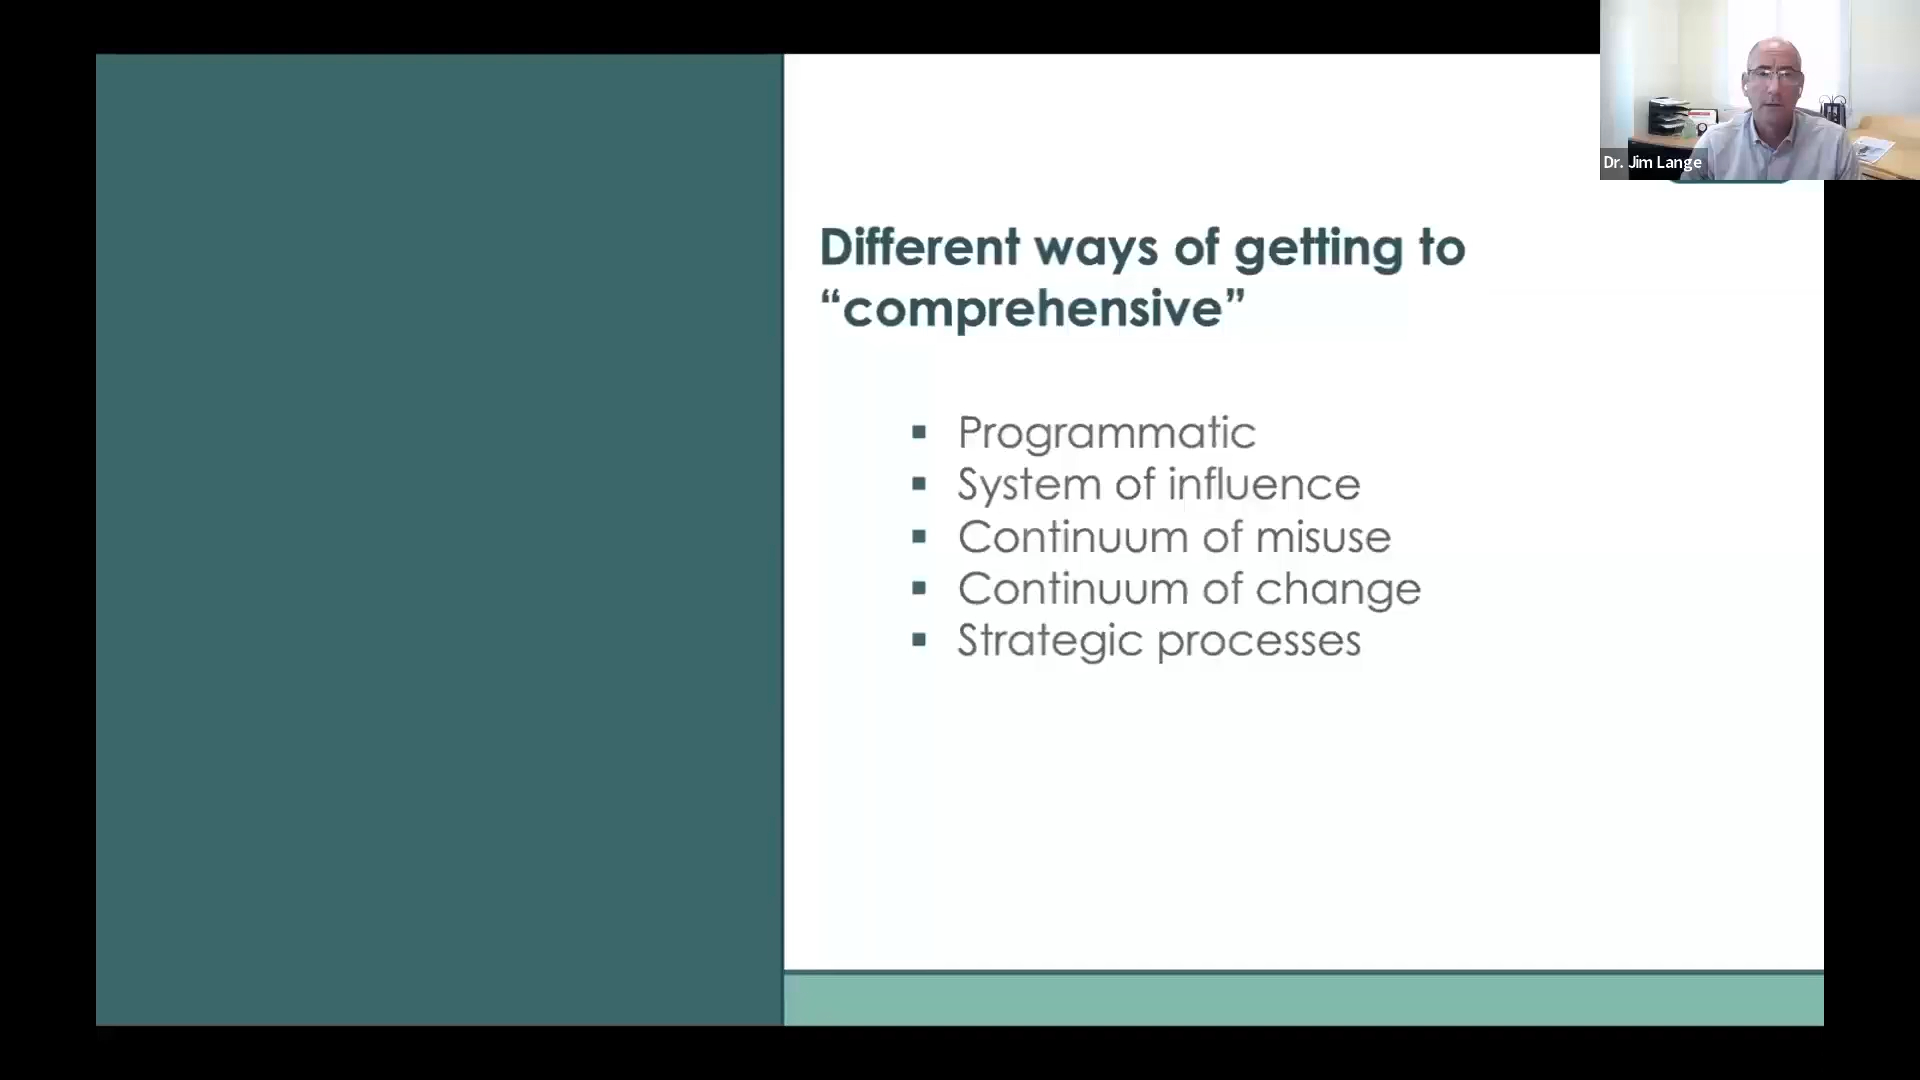 Dr. Jim Lange
Different ways of getting to
“comprehensive”
▪ Programmatic
▪ System of influence
▪ Continuum of misuse
▪ Continuum of change
▪ Strategic processes